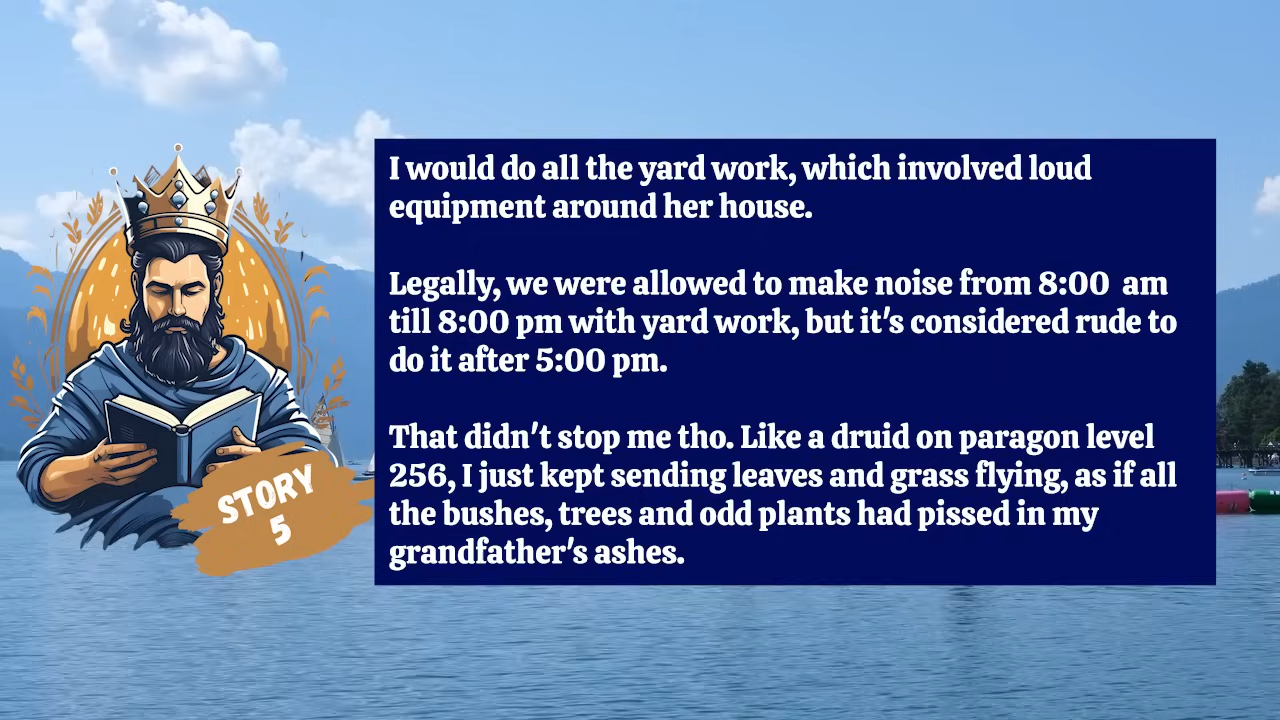 I would do all the yard work, which involved loud
equipment around her house.
Legally, we were allowed to make noise from 8:00  am
till 8:00 pm with yard work, but it's considered rude to
do it after 5:00 pm.
That didn't stop me tho. Like a druid on paragon level
256, I just kept sending leaves and grass flying, as if all
the bushes, trees and odd plants had pissed in my
grandfather's ashes.
STORY
5